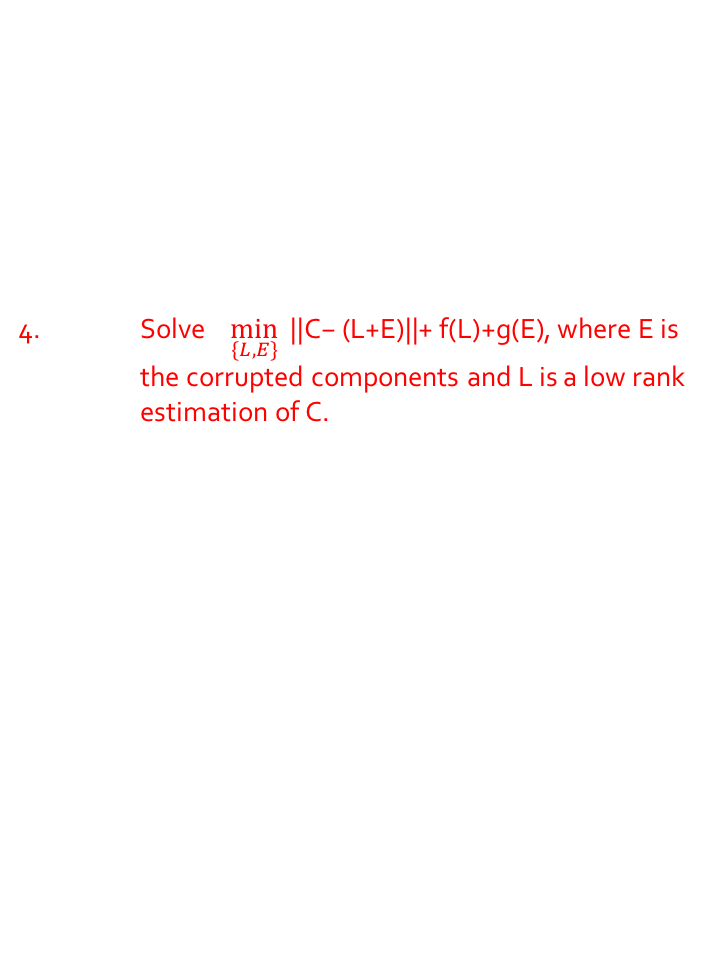 4. Solve min ||C− (L+E)||+ f(L)+g(E), where E is
{L,E}
the corrupted components and L is a low rank
estimation of C.